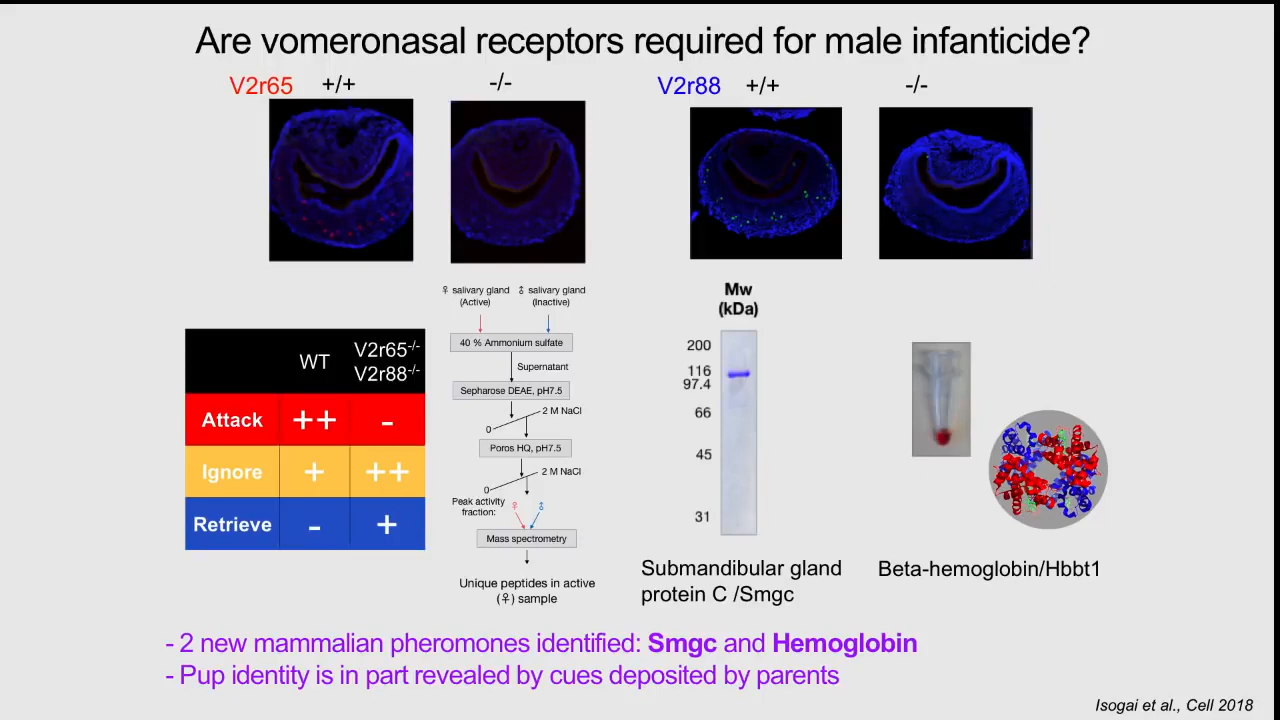 Are vomeronasal receptors required for male infanticide?
V2r65 +/+ -/- V2r88 +/+ -/-
♀ salivary gland (Active)
♂ salivary gland (Inactive)
40 % Ammonium sulfate
Supernatant
Sepharose DEAE, pH7.5
2 M NaCl
0
Poros HQ, pH7.5
2 M NaCl
0
Peak activity
fraction: ♀ ♂
Mass spectrometry
Unique peptides in active
(♀) sample
WT V2r65-/-
V2r88-/-
Attack ++ -
Ignore + ++
Retrieve - +
Mw
(kDa)
200
116
97.4
66
45
31
Submandibular gland
protein C /Smgc
Beta-hemoglobin/Hbbt1
- 2 new mammalian pheromones identified: Smgc and Hemoglobin
- Pup identity is in part revealed by cues deposited by parents
Isogai et al., Cell 2018